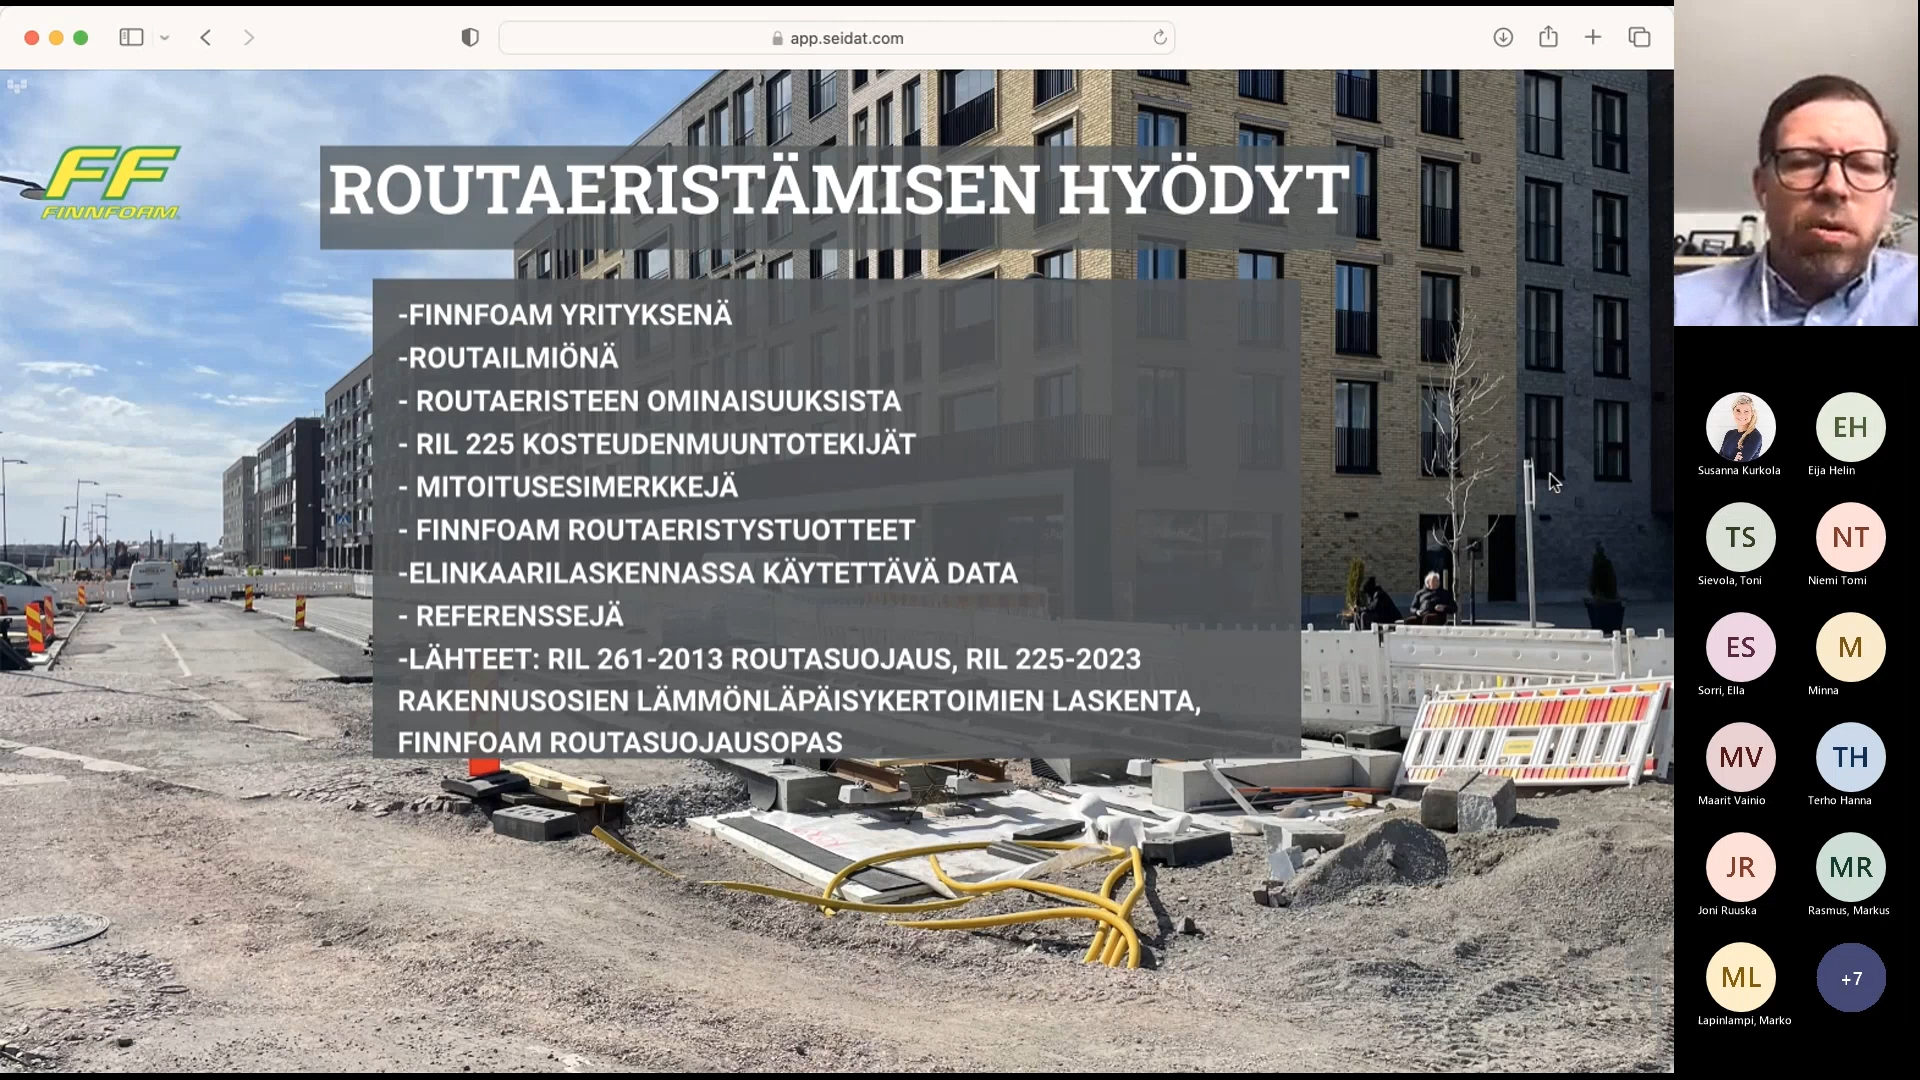 app.seidat.com
FF
FINNFOAM
ROUTAERISTÄMISEN HYÖDYT
-FINNFOAM YRITYKSENÄ
-ROUTAILMIÖNÄ
- ROUTAERISTEEN OMINAISUUKSISTA
- RIL 225 KOSTEUDENMUUNTOTEKIJÄT
- MITOITUSESIMERKKEJÄ
- FINNFOAM ROUTAERISTYSTUOTTEET
-ELINKAARILASKENNASSA KÄYTETTÄVÄ DATA
- REFERENSSEJÄ
-LÄHTEET: RIL 261-2013 ROUTASUOJAUS, RIL 225-2023
RAKENNUSOSIEN LÄMMÖNLÄPÄISYKERTOIMIEN LASKENTA,
FINNFOAM ROUTASUOJAUSOPAS
EH
Susanna Kurkola
Eija Helin
TS
NT
Sievola, Toni
Niemi Tomi
ES
M
Sorri, Ella
Minna
MV
TH
Maarit Vainio
Terho Hanna
JR
MR
Joni Ruuska
Rasmus, Markus
ML
+7
Lapinlampi, Marko